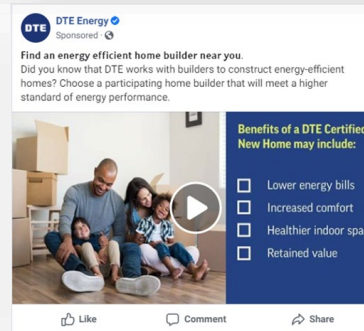 DTE
DTE Energy
Sponsored ·
Find an energy efficient home builder near you.
Did you know that DTE works with builders to construct energy-efficient
homes? Choose a participating home builder that will meet a higher
standard of energy performance.
Benefits of a DTE Certified
New Home may include:
Lower energy bills
Increased comfort
Healthier indoor spa
Retained value
Like
Comment
Share